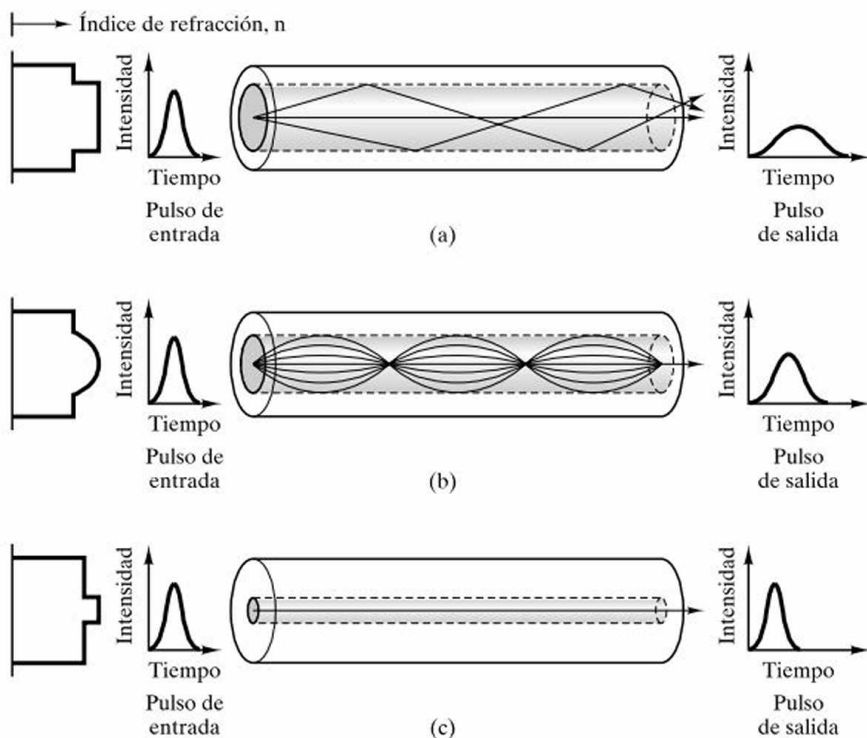 Índice de refracción, n
Intensidad
Tiempo
Pulso de
entrada
(a)
Intensidad
Tiempo
Pulso
de salida
Intensidad
Tiempo
Pulso de
entrada
(b)
Intensidad
Tiempo
Pulso
de salida
Intensidad
Tiempo
Pulso de
entrada
(c)
Intensidad
Tiempo
Pulso
de salida